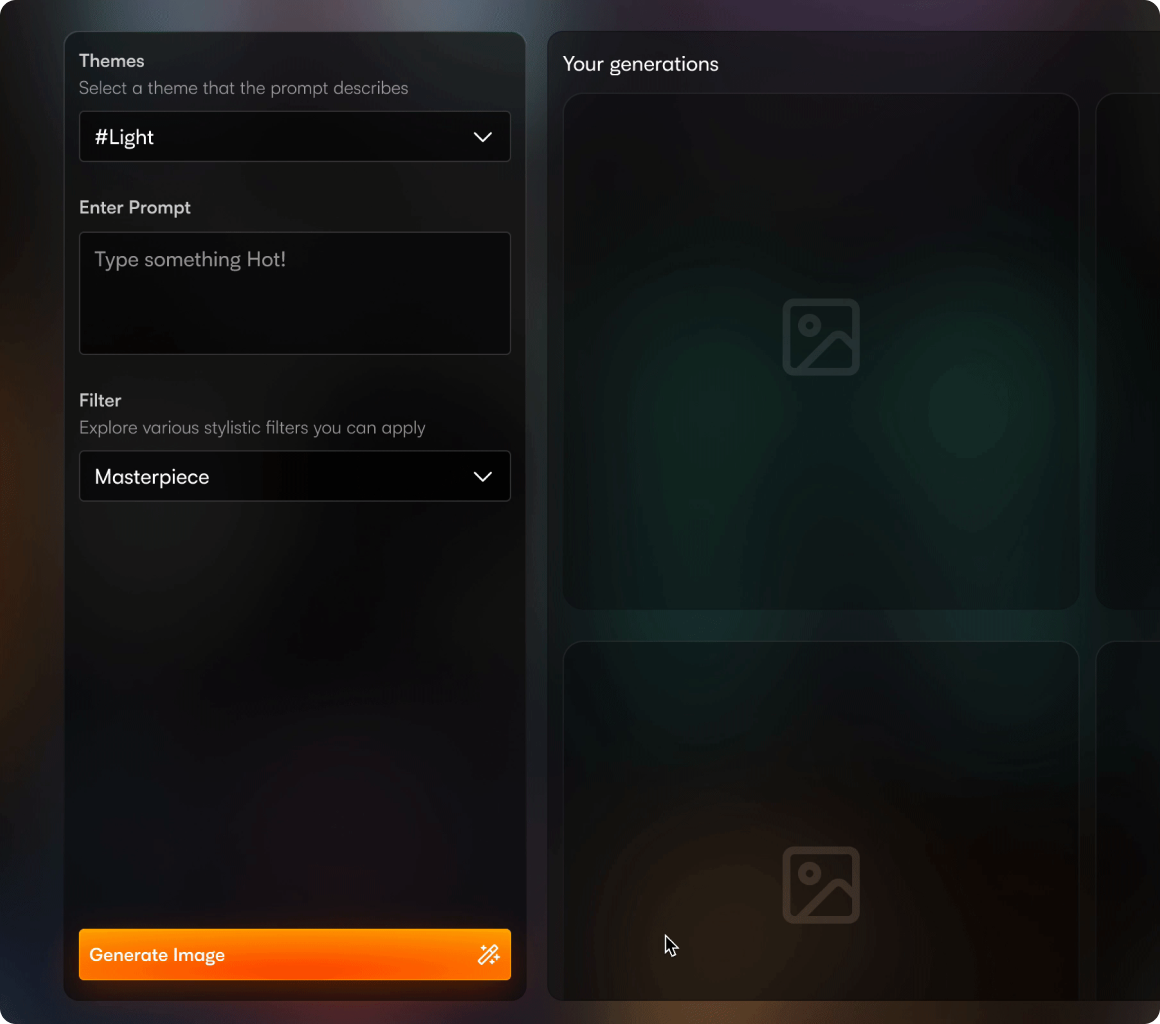 Themes
Select a theme that the prompt describes
#Light
Enter Prompt
Type something Hot!
Filter
Explore various stylistic filters you can apply
Masterpiece
Generate Image
Your generations